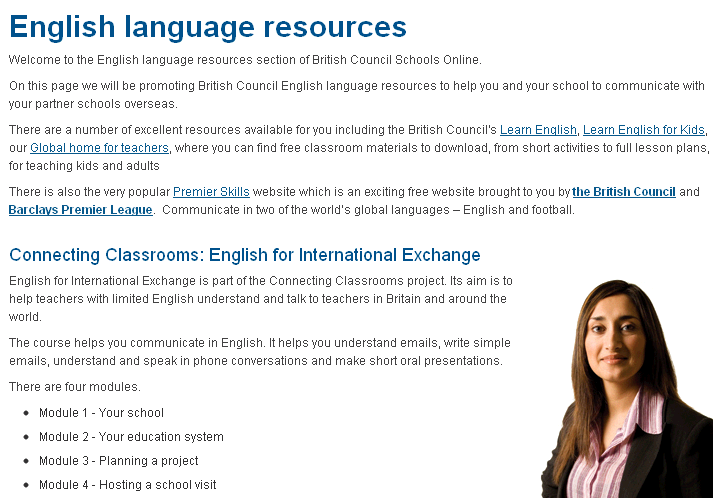 English language resources
Welcome to the English language resources section of British Council Schools Online.
On this page we will be promoting British Council English language resources to help you and your school to communicate with
your partner schools overseas.
There are a number of excellent resources available for you including the British Council's Learn English, Learn English for Kids,
our Global home for teachers, where you can find free classroom materials to download, from short activities to full lesson plans,
for teaching kids and adults
There is also the very popular Premier Skills website which is an exciting free website brought to you by the British Council and
Barclays Premier League.  Communicate in two of the world's global languages – English and football.
Connecting Classrooms: English for International Exchange
English for International Exchange is part of the Connecting Classrooms project. Its aim is to
help teachers with limited English understand and talk to teachers in Britain and around the
world.
The course helps you communicate in English. It helps you understand emails, write simple
emails, understand and speak in phone conversations and make short oral presentations.
There are four modules.
• Module 1 - Your school
• Module 2 - Your education system
• Module 3 - Planning a project
• Module 4 - Hosting a school visit